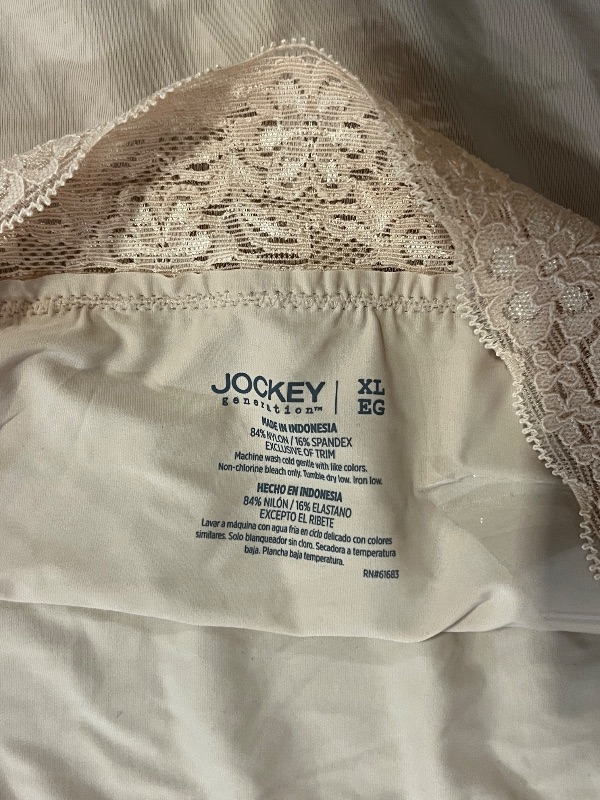 JOCKEY | XL
generation™ EG
MADE IN INDONESIA
84% NYLON / 16% SPANDEX
EXCLUSIVE OF TRIM
Machine wash cold gentle with like colors.
Non-chlorine bleach only. Tumble dry low. Iron low.
HECHO EN INDONESIA
84% NILÓN / 16% ELASTANO
EXCEPTO EL RIBETE
Lavar a máquina con agua fría en ciclo delicado con colores
similares. Solo blanqueador sin cloro. Secadora a temperatura
baja. Plancha baja temperatura.
RN#61683